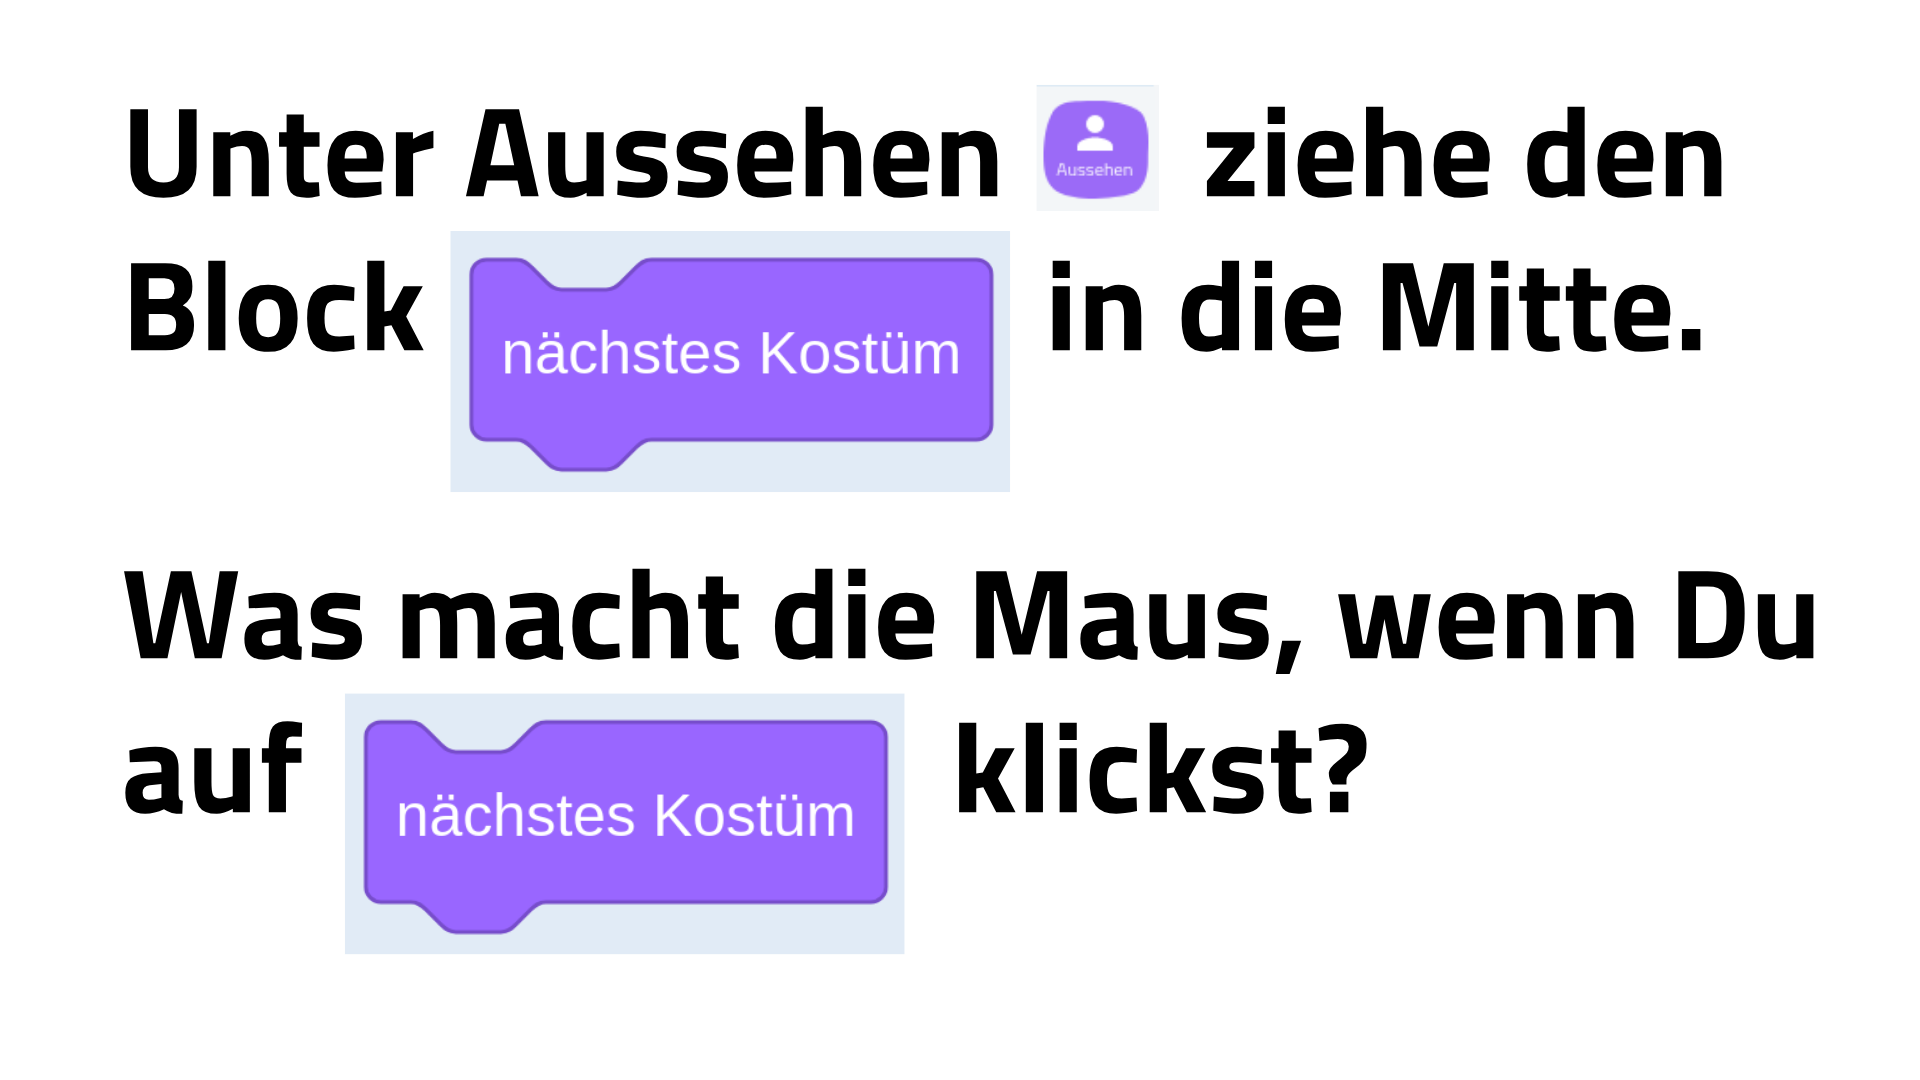 Unter Aussehen Aussehen ziehe den
Block nächstes Kostüm in die Mitte.
Was macht die Maus, wenn Du
auf nächstes Kostüm klickst?